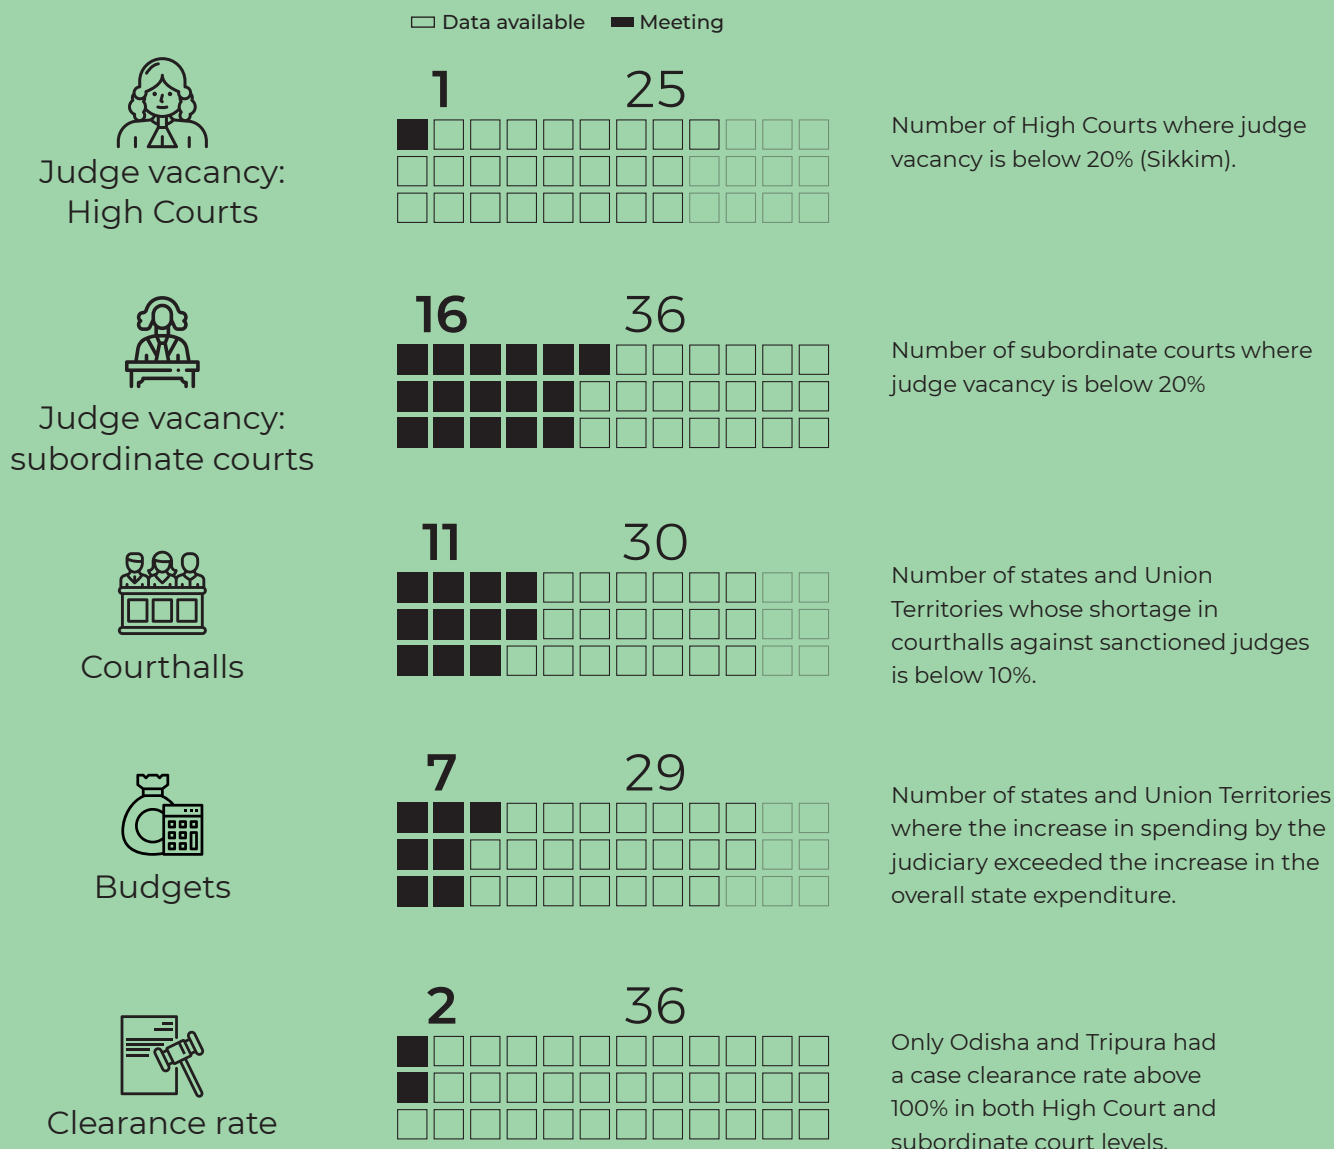 Data available
Meeting
1
25
Judge vacancy:
High Courts
Number of High Courts where judge
vacancy is below 20% (Sikkim).
16
36
Judge vacancy:
subordinate courts
Number of subordinate courts where
judge vacancy is below 20%
11
30
Courthalls
Number of states and Union
Territories whose shortage in
courthalls against sanctioned judges
is below 10%.
7
29
Budgets
Number of states and Union Territories
where the increase in spending by the
judiciary exceeded the increase in the
overall state expenditure.
2
36
Clearance rate
Only Odisha and Tripura had
a case clearance rate above
100% in both High Court and
subordinate court levels.